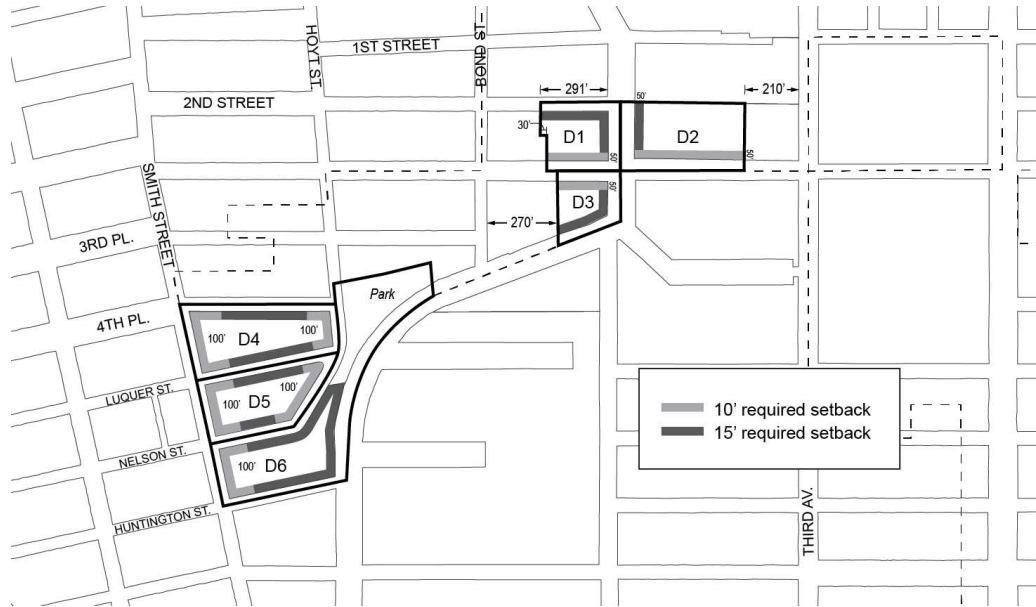 HOYT ST
1ST STREET
BOND ST.
2ND STREET
291'
210'
50'
30'
D1
D2
50'
50'
SMITH STREET
50'
D3
270'
3RD PL.
Park
4TH PL.
100'
D4
100'
LUQUER ST.
100'
D5
100'
10' required setback
15' required setback
NELSON ST.
100'
D6
HUNTINGTON ST.
THIRD AV.